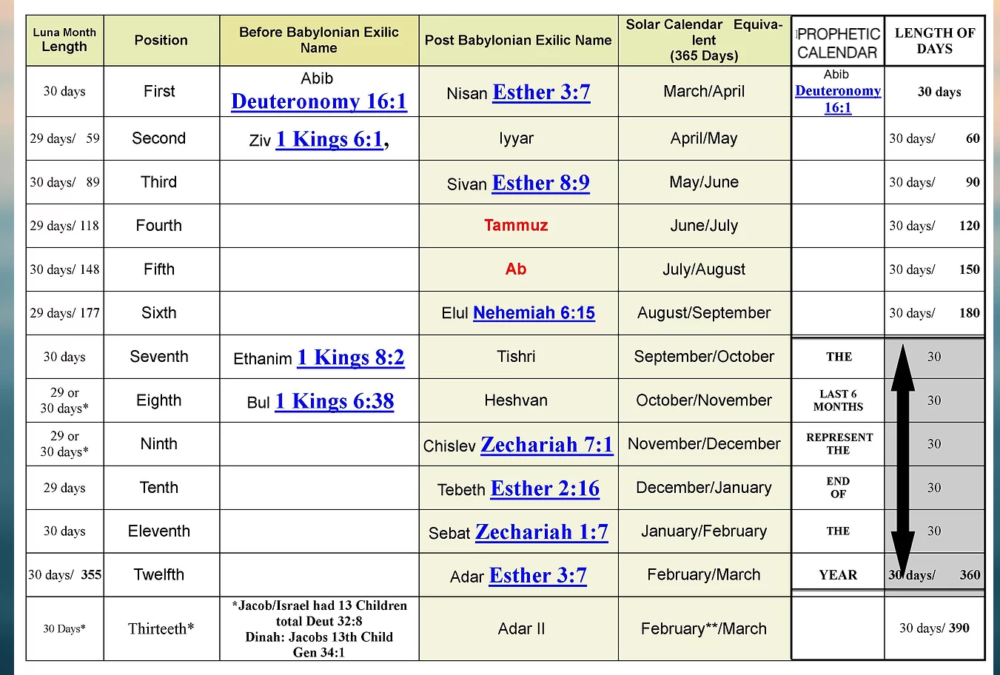 Luna Month Length
Position
Before Babylonian Exilic Name
Post Babylonian Exilic Name
Solar Calendar Equiva-
lent
(365 Days)
PROPHETIC CALENDAR
LENGTH OF DAYS
30 days
First
Abib
Deuteronomy 16:1
Nisan Esther 3:7
March/April
Abib
Deuteronomy
16:1
30 days
29 days/ 59
Second
Ziv 1 Kings 6:1,
Iyyar
April/May
30 days/ 60
30 days/ 89
Third
Sivan Esther 8:9
May/June
30 days/ 90
29 days/ 118
Fourth
Tammuz
June/July
30 days/ 120
30 days/ 148
Fifth
Ab
July/August
30 days/ 150
29 days/ 177
Sixth
Elul Nehemiah 6:15
August/September
30 days/ 180
30 days
Seventh
Ethanim 1 Kings 8:2
Tishri
September/October
THE
30
29 or
30 days*
Eighth
Bul 1 Kings 6:38
Heshvan
October/November
LAST 6
MONTHS
30
29 or
30 days*
Ninth
Chislev Zechariah 7:1
November/December
REPRESENT
THE
30
29 days
Tenth
Tebeth Esther 2:16
December/January
END
OF
30
30 days
Eleventh
Sebat Zechariah 1:7
January/February
THE
30
30 days/ 355
Twelfth
Adar Esther 3:7
February/March
YEAR
30 days/ 360
30 Days*
Thirteeth*
*Jacob/Israel had 13 Children
total Deut 32:8
Dinah: Jacobs 13th Child
Gen 34:1
Adar II
February**/March
30 days/ 390